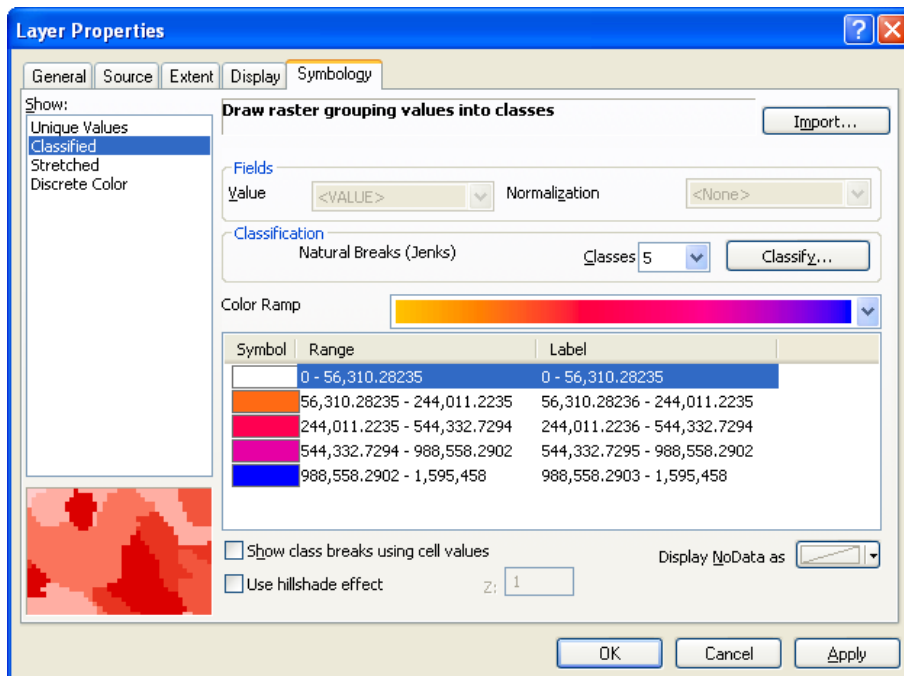 Layer Properties
General Source Extent Display Symbology
Show:
Unique Values
Classified
Stretched
Discrete Color
Draw raster grouping values into classes
Import...
Fields
Value <VALUE> Normalization <None>
Classification
Natural Breaks (Jenks) Classes 5 Classify...
Color Ramp
Symbol Range Label
0 - 56,310.28235 0 - 56,310.28235
56,310.28235 - 244,011.2235 56,310.28236 - 244,011.2235
244,011.2235 - 544,332.7294 244,011.2236 - 544,332.7294
544,332.7294 - 988,558.2902 544,332.7295 - 988,558.2902
988,558.2902 - 1,595,458 988,558.2903 - 1,595,458
Show class breaks using cell values
Display NoData as
Use hillshade effect Z: 1
OK Cancel Apply